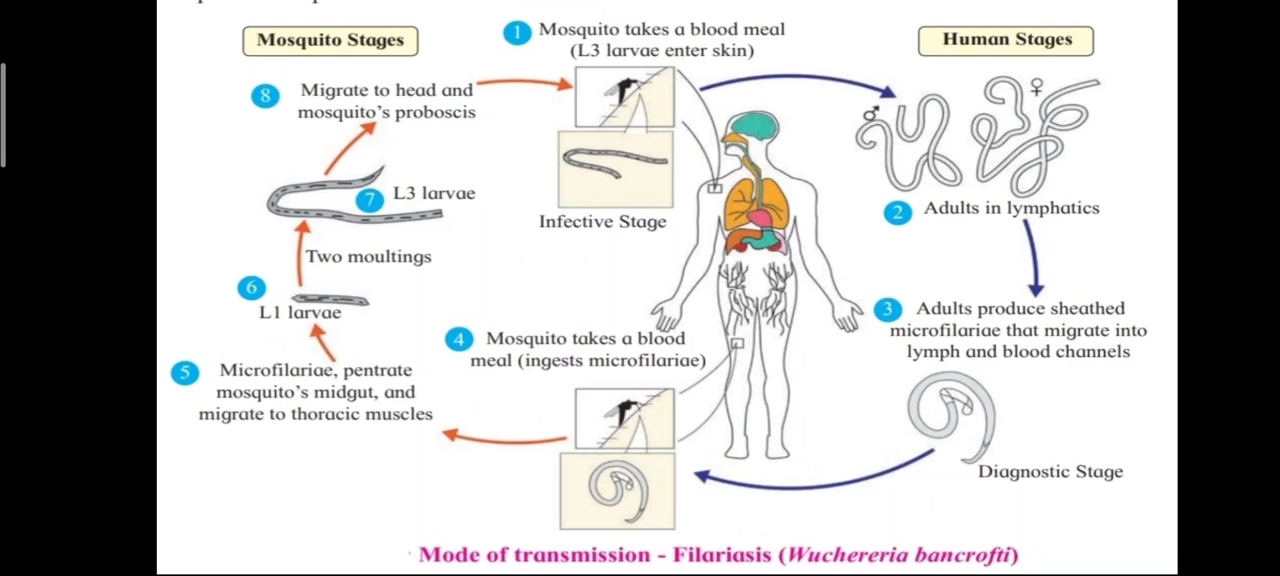 Mosquito Stages
Human Stages
1 Mosquito takes a blood meal
(L3 larvae enter skin)
Infective Stage
♂
♀
2 Adults in lymphatics
3 Adults produce sheathed
microfilariae that migrate into
lymph and blood channels
Diagnostic Stage
4 Mosquito takes a blood
meal (ingests microfilariae)
5 Microfilariae, pentrate
mosquito's midgut, and
migrate to thoracic muscles
6
L1 larvae
Two moultings
7 L3 larvae
8 Migrate to head and
mosquito's proboscis
Mode of transmission - Filariasis (Wuchereria bancrofti)